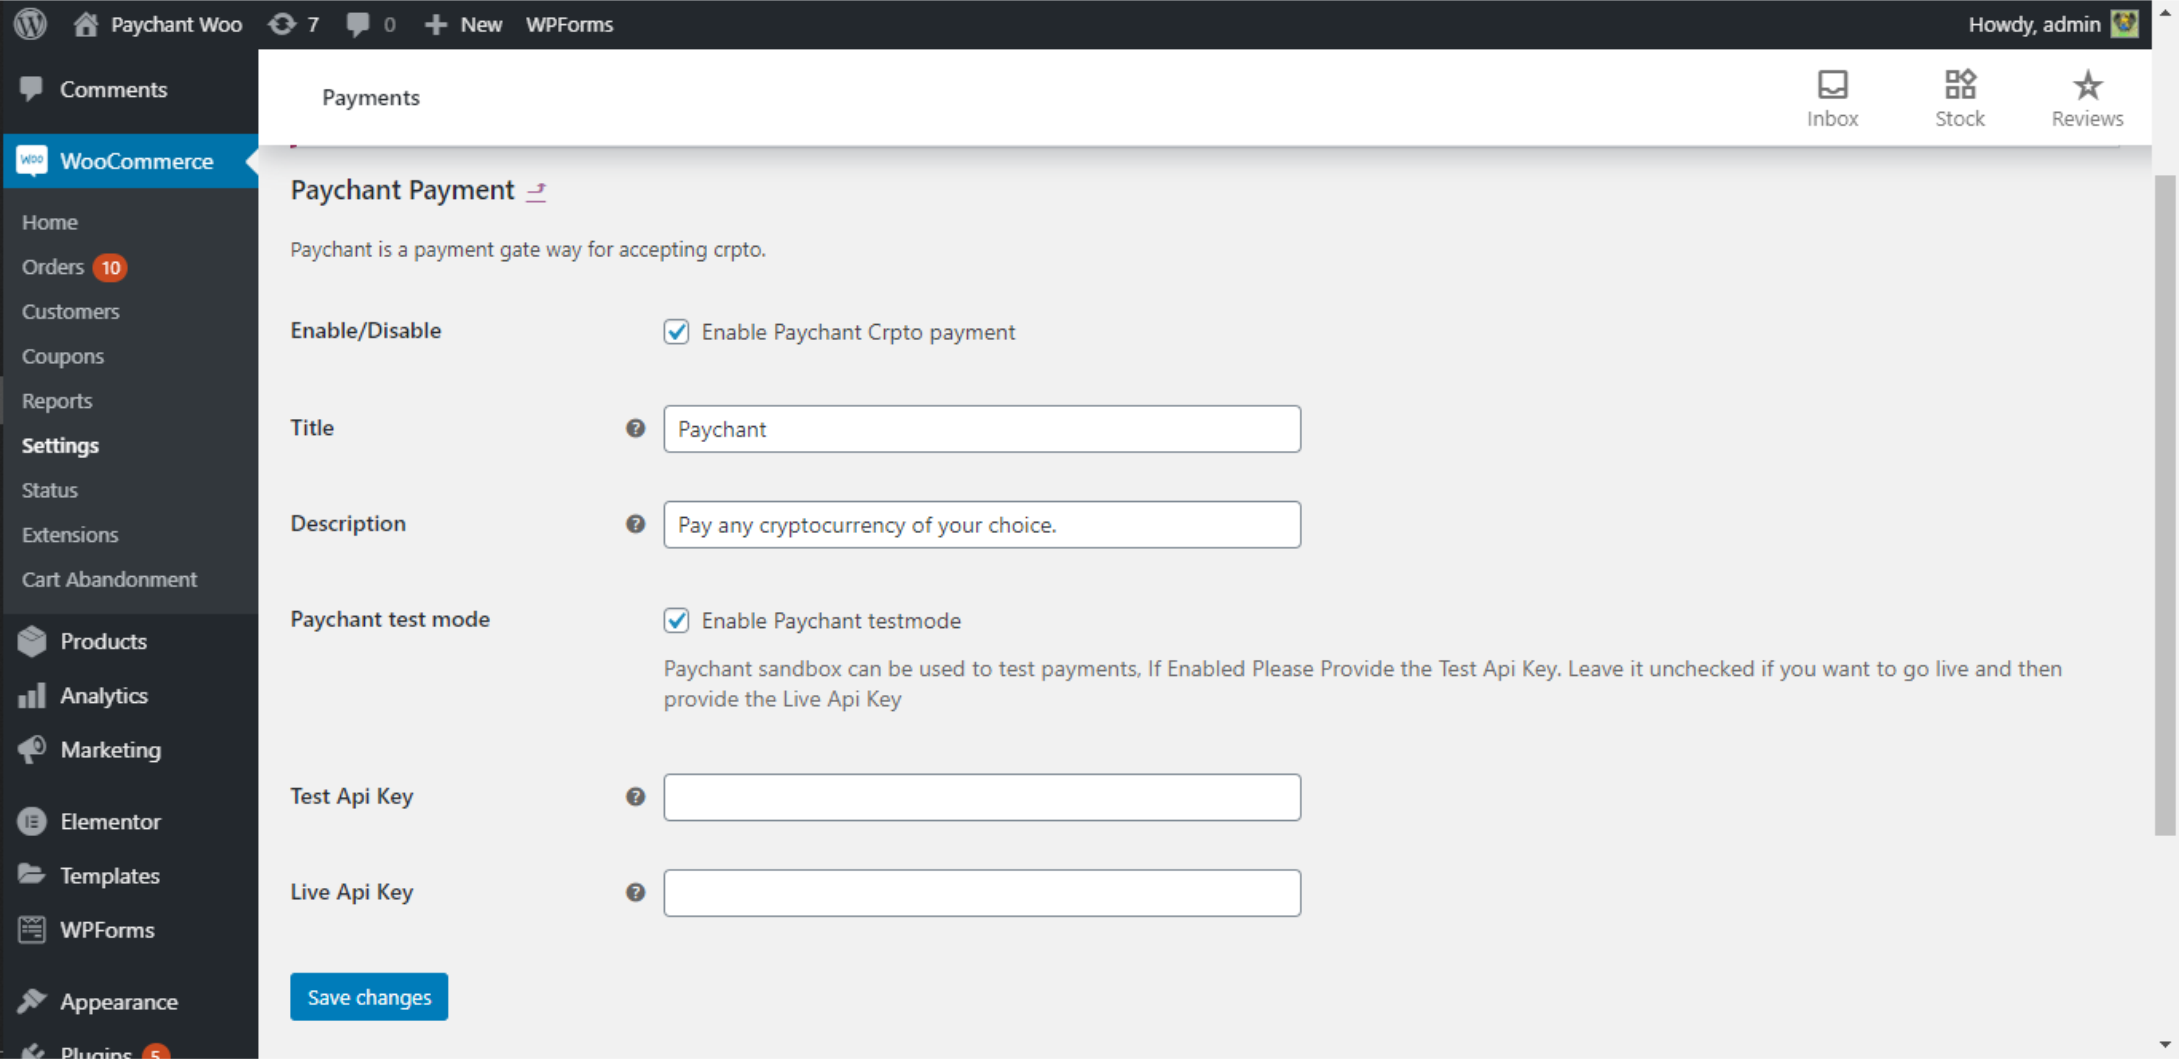 Paychant Woo 7 0 New WPForms Howdy, admin
Comments
WooCommerce
Home
Orders 10
Customers
Coupons
Reports
Settings
Status
Extensions
Cart Abandonment
Products
Analytics
Marketing
Elementor
Templates
WPForms
Appearance
Plugins 5
Payments
Inbox
Stock
Reviews
Paychant Payment
Paychant is a payment gate way for accepting crpto.
Enable/Disable
Enable Paychant Crpto payment
Title
Paychant
Description
Pay any cryptocurrency of your choice.
Paychant test mode
Enable Paychant testmode
Paychant sandbox can be used to test payments, If Enabled Please Provide the Test Api Key. Leave it unchecked if you want to go live and then
provide the Live Api Key
Test Api Key
Live Api Key
Save changes